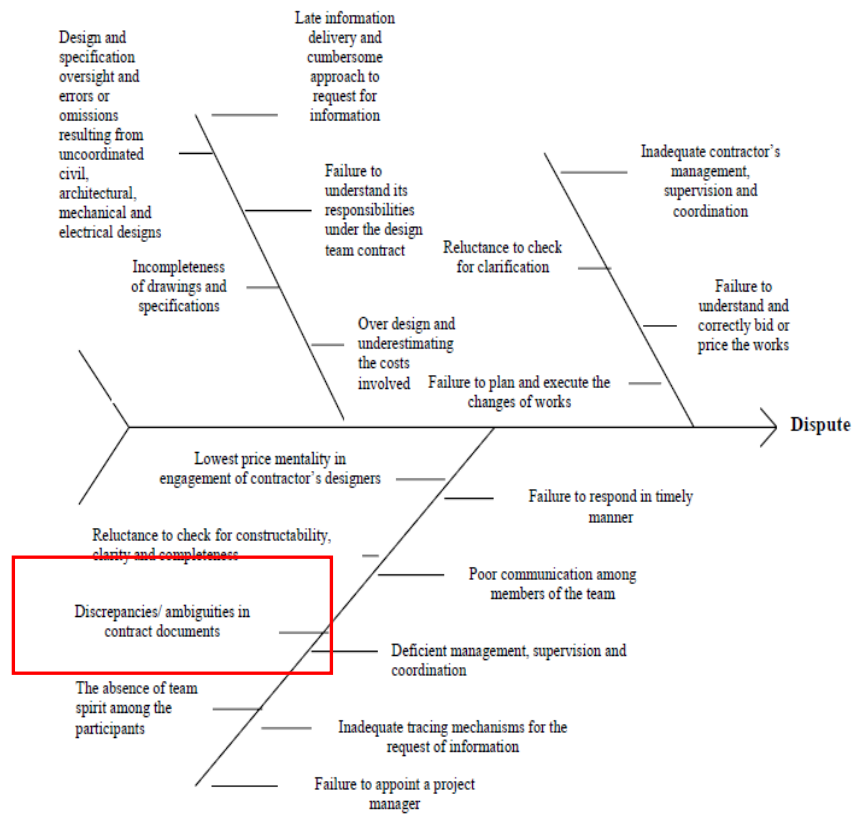 Late information
delivery and
cumbersome
approach to
request for
information
Design and
specification
oversight and
errors or
omissions
resulting from
uncoordinated
civil,
architectural,
mechanical and
electrical designs
Failure to
understand its
responsibilities
under the design
team contract
Incompleteness
of drawings and
specifications
Over design and
underestimating
the costs
involved
Inadequate contractor's
management,
supervision and
coordination
Reluctance to check
for clarification
Failure to
understand and
correctly bid or
price the works
Failure to plan and execute the
changes of works
Dispute
Lowest price mentality in
engagement of contractor's designers
Failure to respond in timely
manner
Reluctance to check for constructability,
clarity and completeness
Poor communication among
members of the team
Discrepancies/ ambiguities in
contract documents
Deficient management, supervision and
coordination
The absence of team
spirit among the
participants
Inadequate tracing mechanisms for the
request of information
Failure to appoint a project
manager